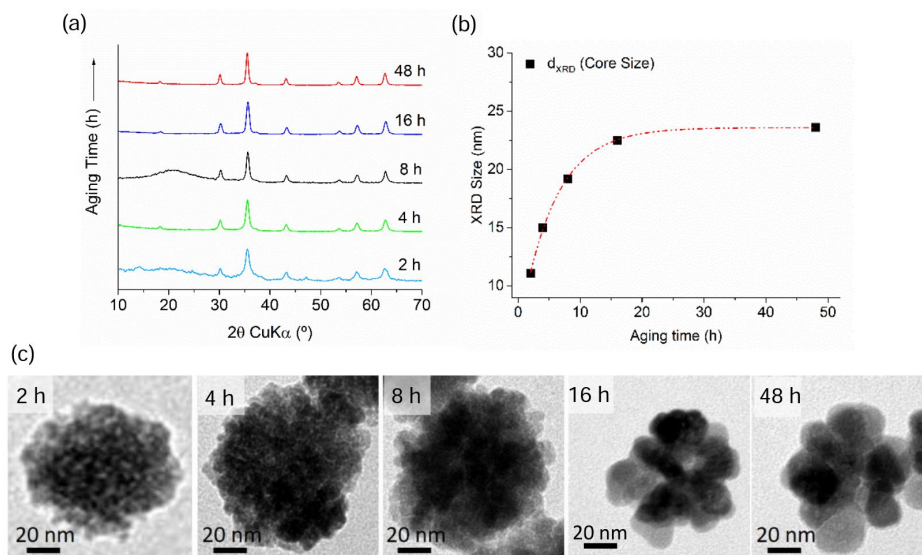 (a)
Aging Time (h)
48 h
16 h
8 h
4 h
2 h
10 20 30 40 50 60 70
2θ CuKα (º)
(b)
30
25
20
15
10
XRD Size (nm)
d_XRD (Core Size)
0 10 20 30 40 50
Aging time (h)
(c)
2 h 4 h 8 h 16 h 48 h
20 nm 20 nm 20 nm 20 nm 20 nm